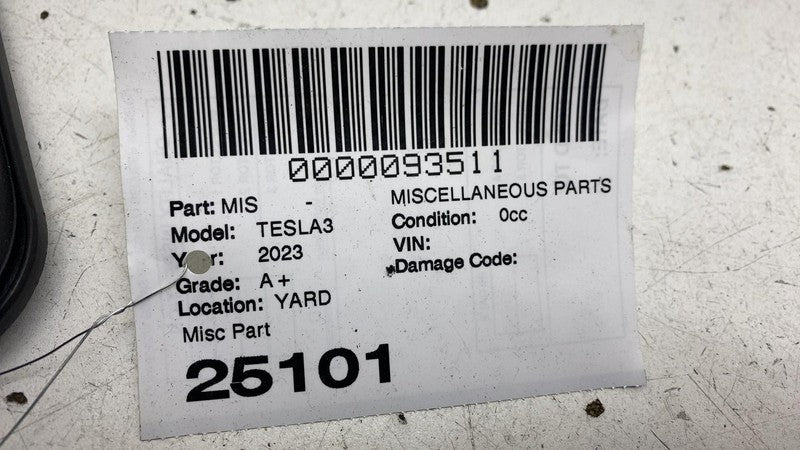 0000093511
Part: MIS - MISCELLANEOUS PARTS
Model: TESLA3 Condition: 0cc
Year: 2023 VIN:
Grade: A+ Damage Code:
Location: YARD
Misc Part
25101